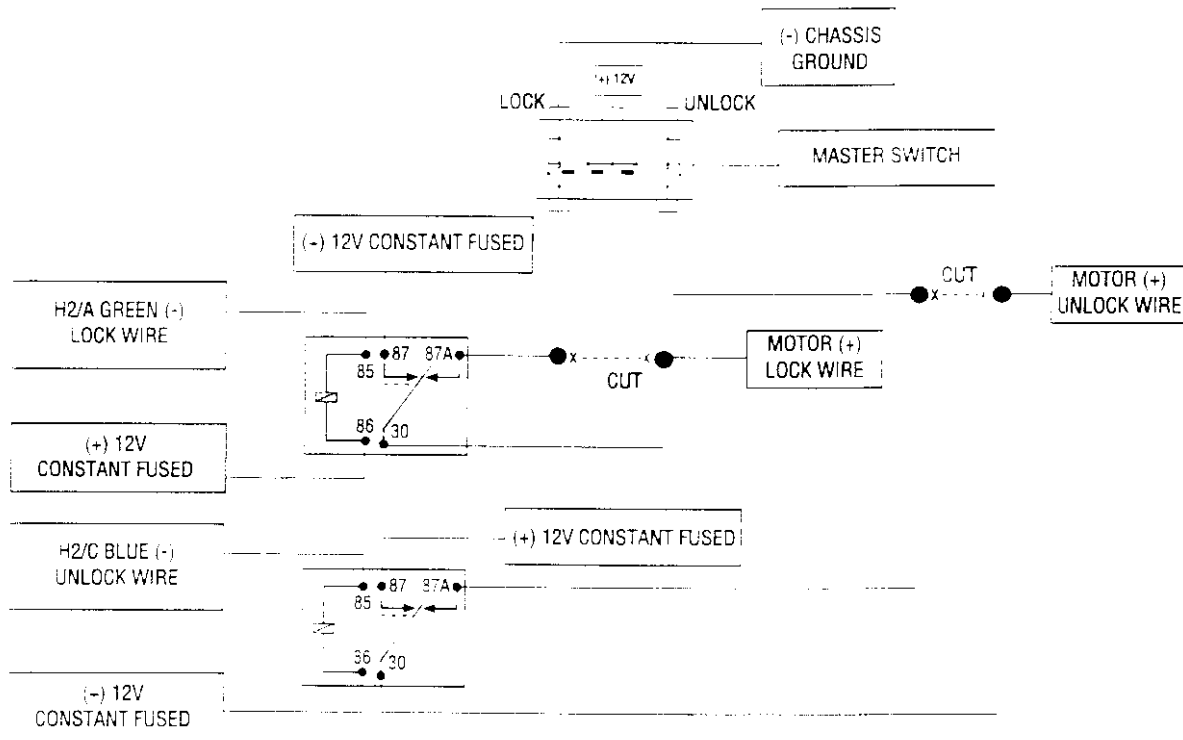 (-) CHASSIS
GROUND
(+) 12V
LOCK
UNLOCK
MASTER SWITCH
(-) 12V CONSTANT FUSED
CUT
MOTOR (+)
UNLOCK WIRE
H2/A GREEN (-)
LOCK WIRE
87
87A
85
MOTOR (+)
LOCK WIRE
CUT
86
30
(+) 12V
CONSTANT FUSED
(+) 12V CONSTANT FUSED
H2/C BLUE (-)
UNLOCK WIRE
87
87A
85
36
30
(-) 12V
CONSTANT FUSED